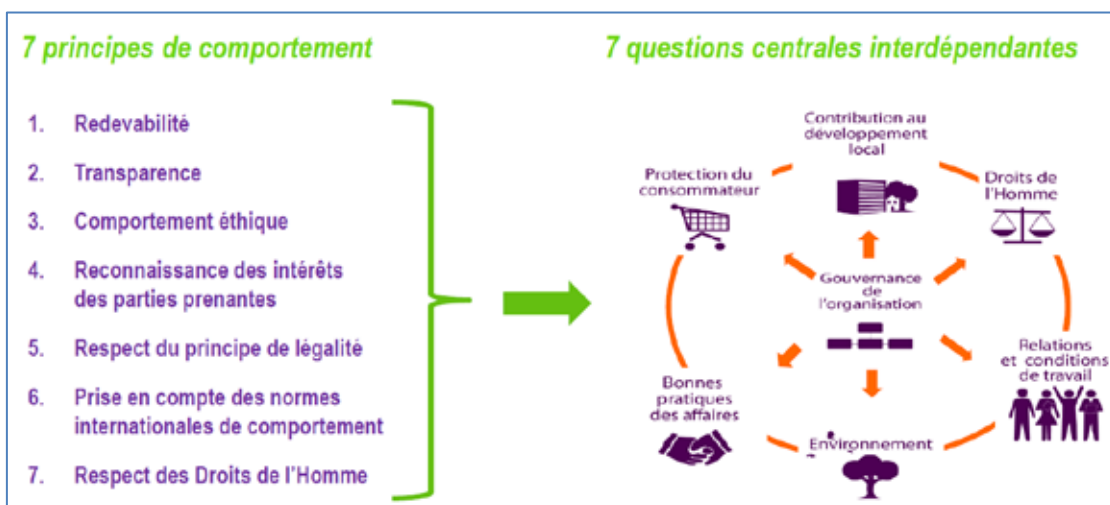 7 principes de comportement
1. Redevabilité
2. Transparence
3. Comportement éthique
4. Reconnaissance des intérêts
des parties prenantes
5. Respect du principe de légalité
6. Prise en compte des normes
internationales de comportement
7. Respect des Droits de l'Homme
7 questions centrales interdépendantes
Contribution au
développement
local
Protection du
consommateur
Droits de
l'Homme
Gouvernance
de
l'organisation
Relations
et conditions
de travail
Bonnes
pratiques
des affaires
Environnement